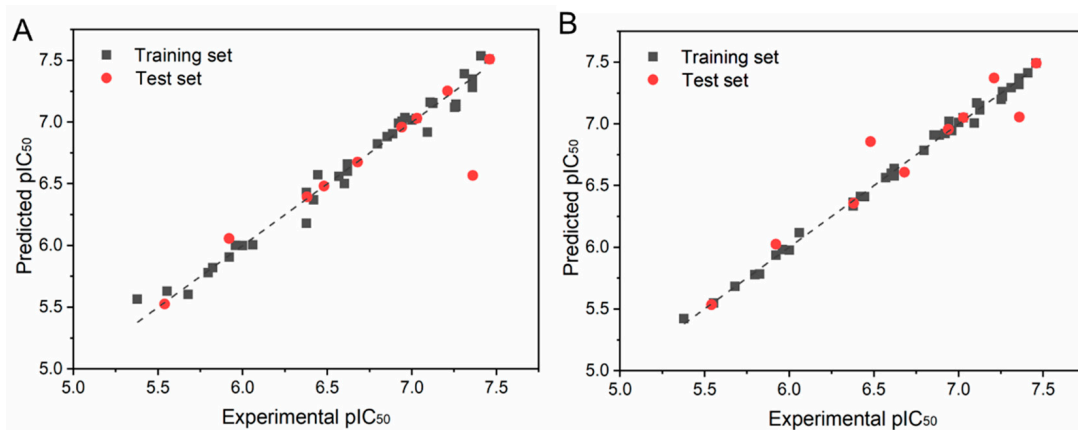 A
Training set
Test set
Predicted pIC50
7.5
7.0
6.5
6.0
5.5
5.0
5.0 5.5 6.0 6.5 7.0 7.5
Experimental pIC50
B
Training set
Test set
Predicted pIC50
7.5
7.0
6.5
6.0
5.5
5.0
5.0 5.5 6.0 6.5 7.0 7.5
Experimental pIC50